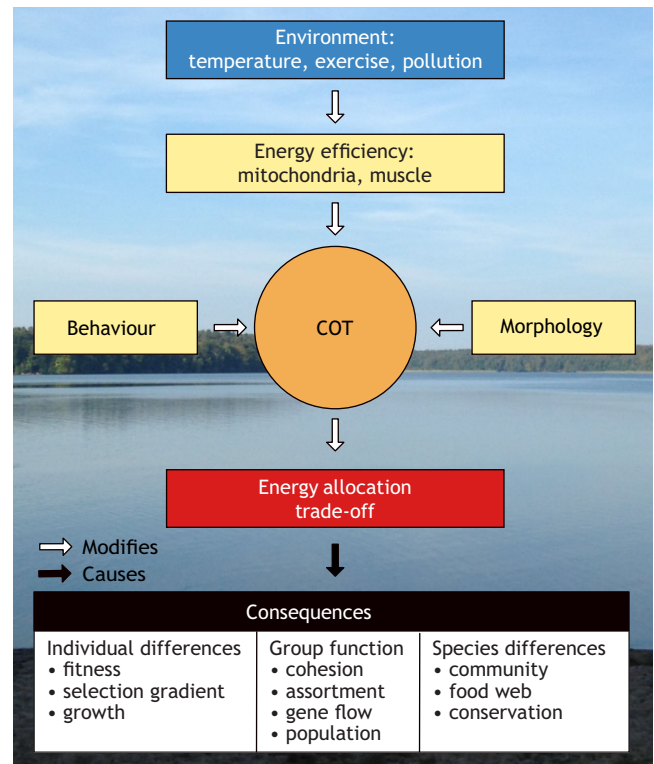 Environment:
temperature, exercise, pollution
Energy efficiency:
mitochondria, muscle
Behaviour
COT
Morphology
Energy allocation
trade-off
Modifies
Causes
Consequences
Individual differences
• fitness
• selection gradient
• growth
Group function
• cohesion
• assortment
• gene flow
• population
Species differences
• community
• food web
• conservation